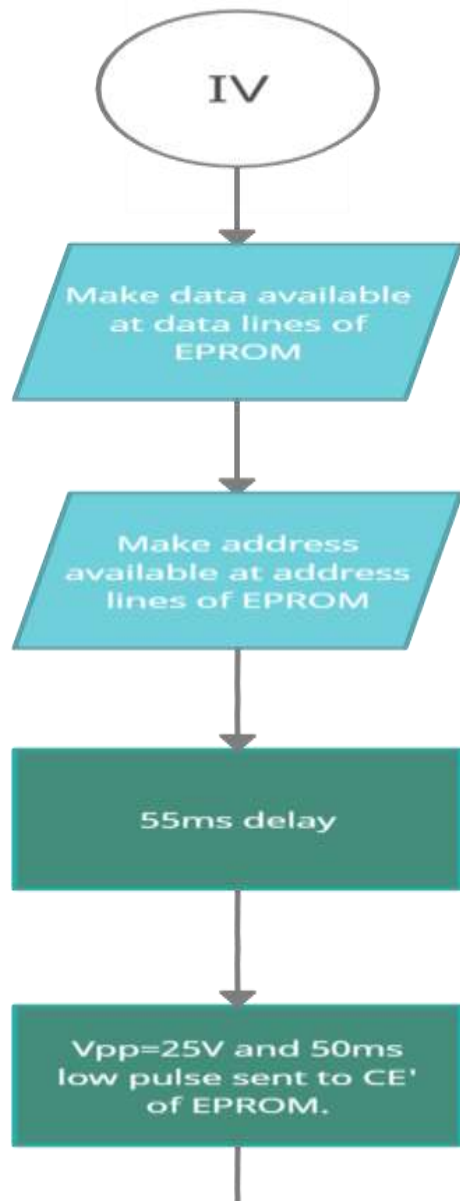 IV
Make data available
at data lines of
EPROM
Make address
available at address
lines of EPROM
55ms delay
Vpp=25V and 50ms
low pulse sent to CE'
of EPROM.